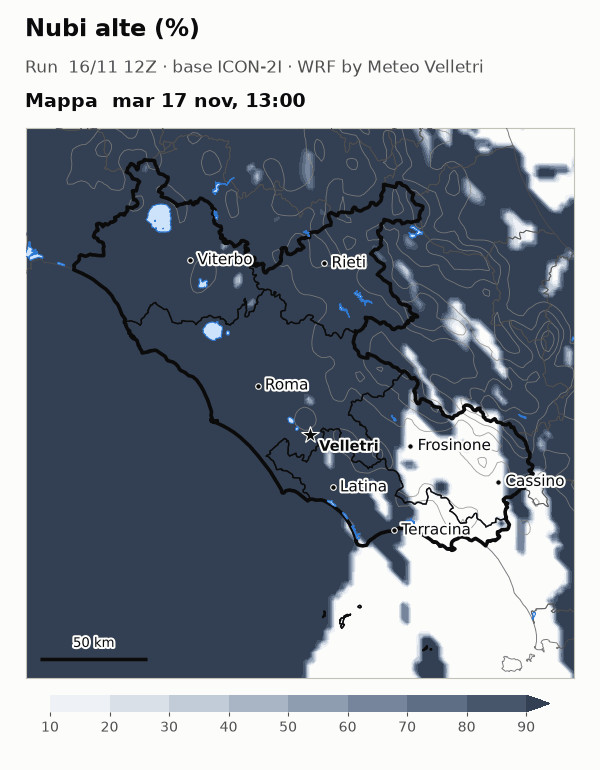 Nubi alte (%)
Run  16/11 12Z · base ICON-2I · WRF by Meteo Velletri
Mappa  mar 17 nov, 13:00
Viterbo
Rieti
Roma
Velletri
Frosinone
Cassino
Latina
Terracina
50 km
10 20 30 40 50 60 70 80 90